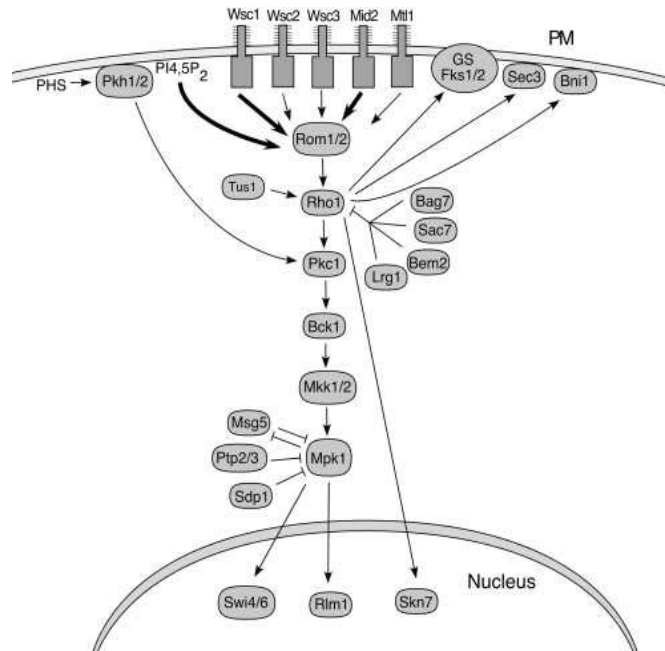 Wsc1 Wsc2 Wsc3 Mid2 Mtl1
PM
GS
Fks1/2
Sec3
Bni1
PHS
Pkh1/2
PI4,5P2
Rom1/2
Tus1
Rho1
Bag7
Sac7
Bem2
Lrg1
Pkc1
Bck1
Mkk1/2
Msg5
Ptp2/3
Mpk1
Sdp1
Nucleus
Swi4/6
Rlm1
Skn7